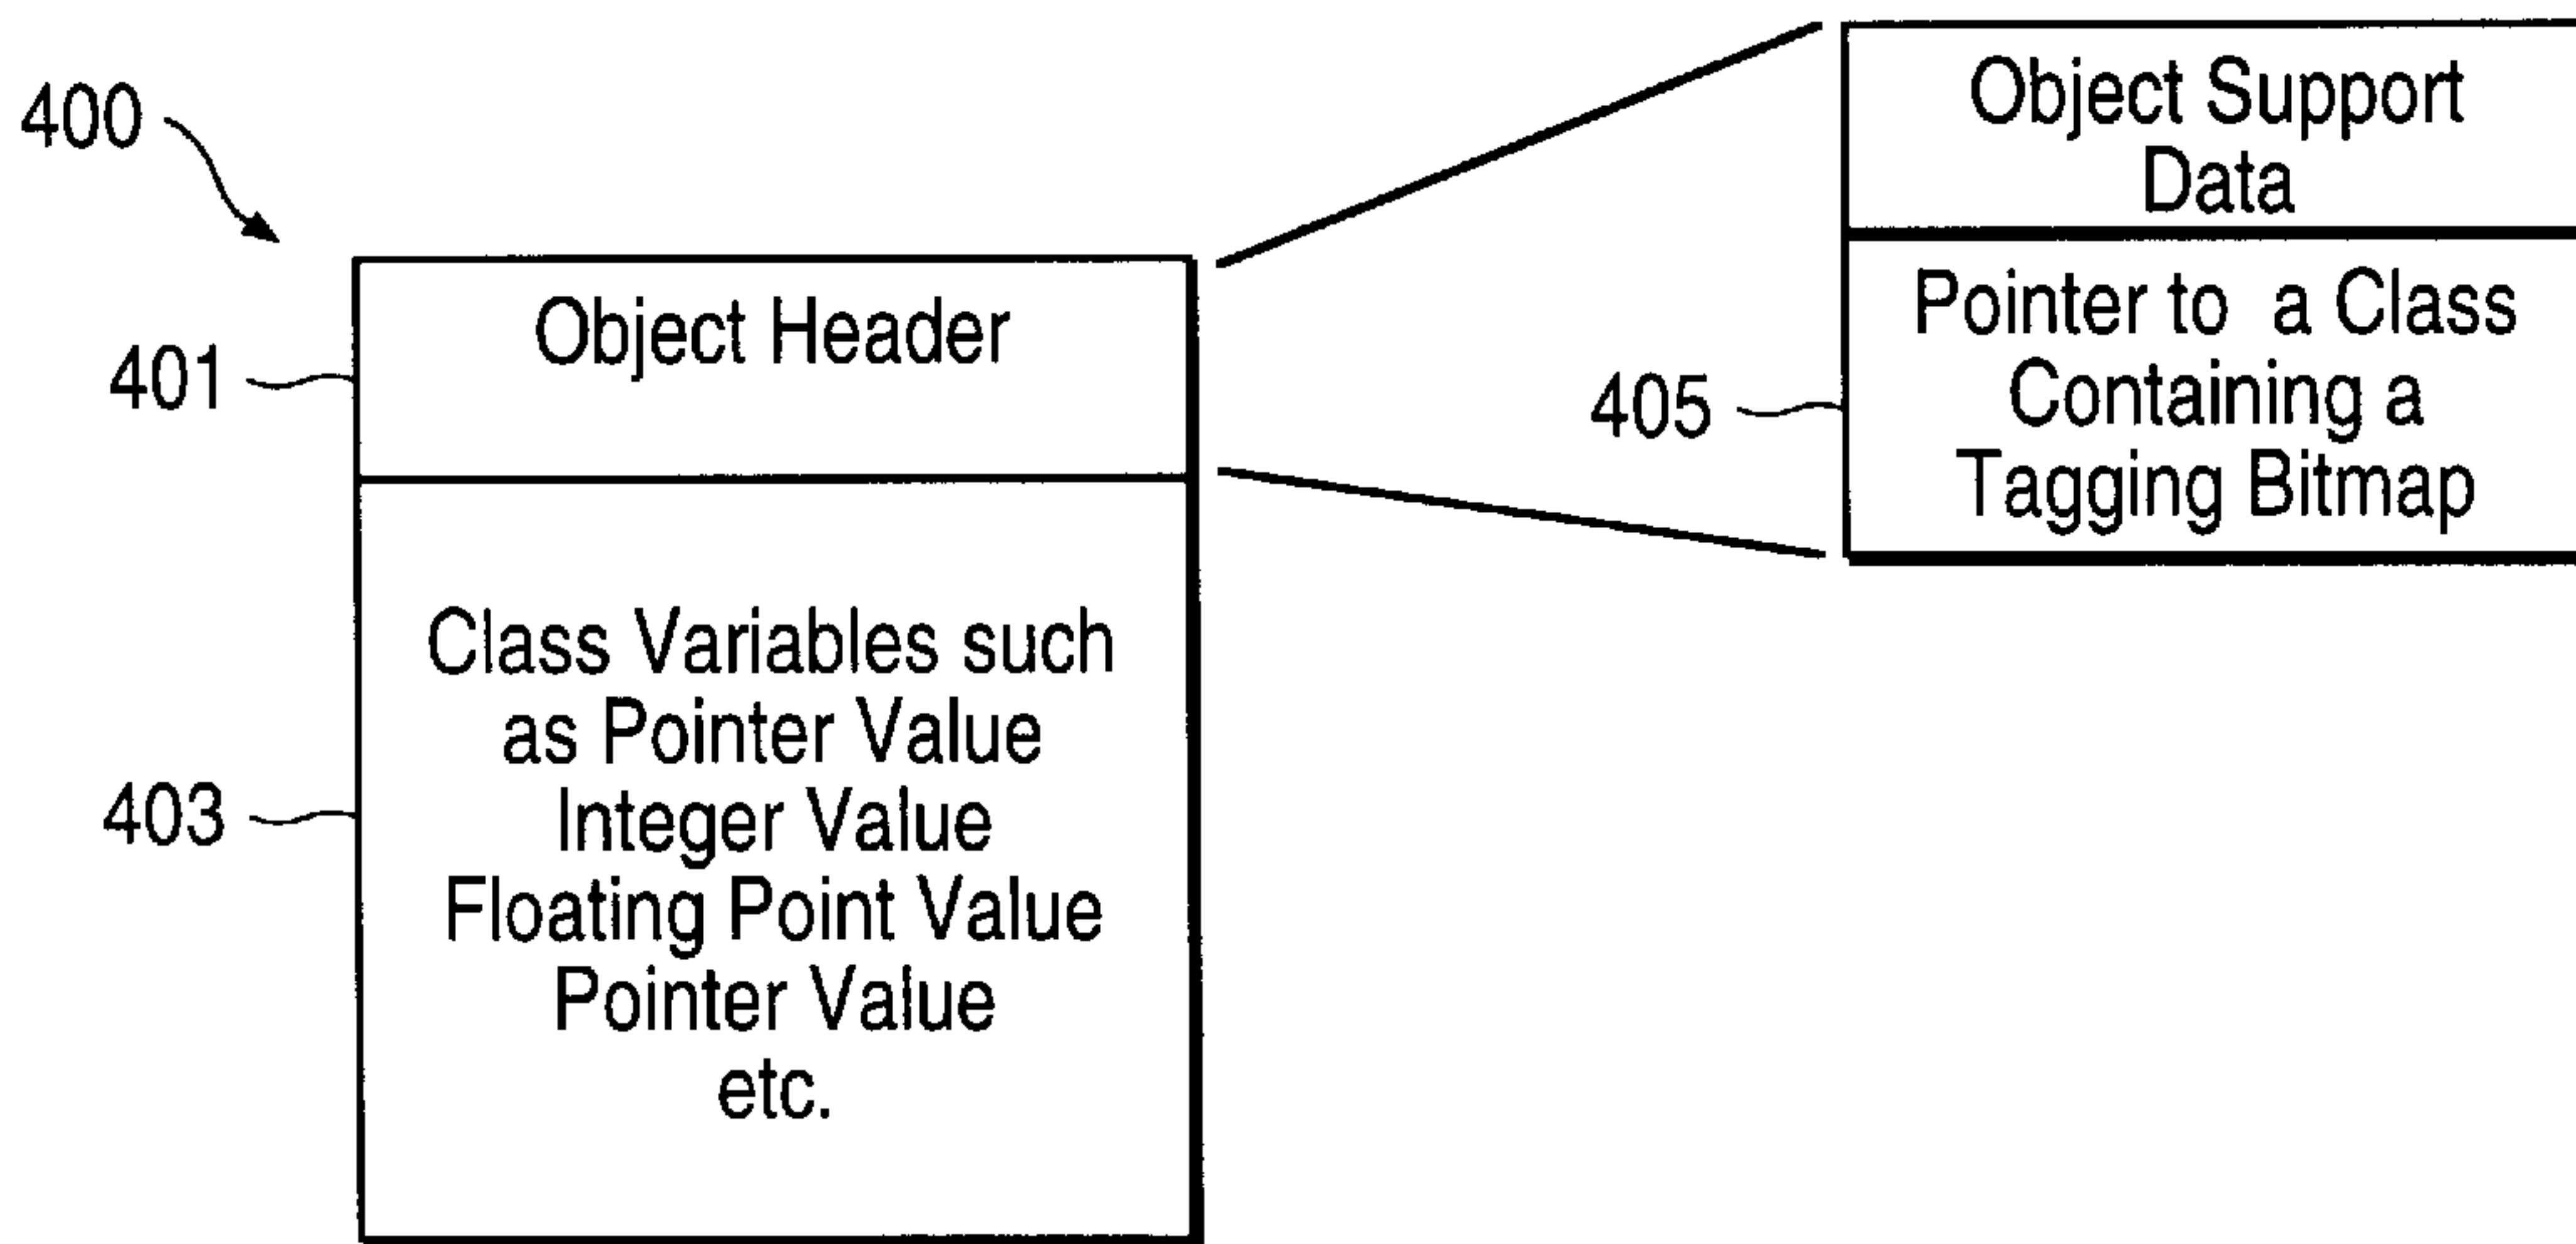 400
401
Object Header
403
Class Variables such
as Pointer Value
Integer Value
Floating Point Value
Pointer Value
etc.
Object Support
Data
405
Pointer to a Class
Containing a
Tagging Bitmap